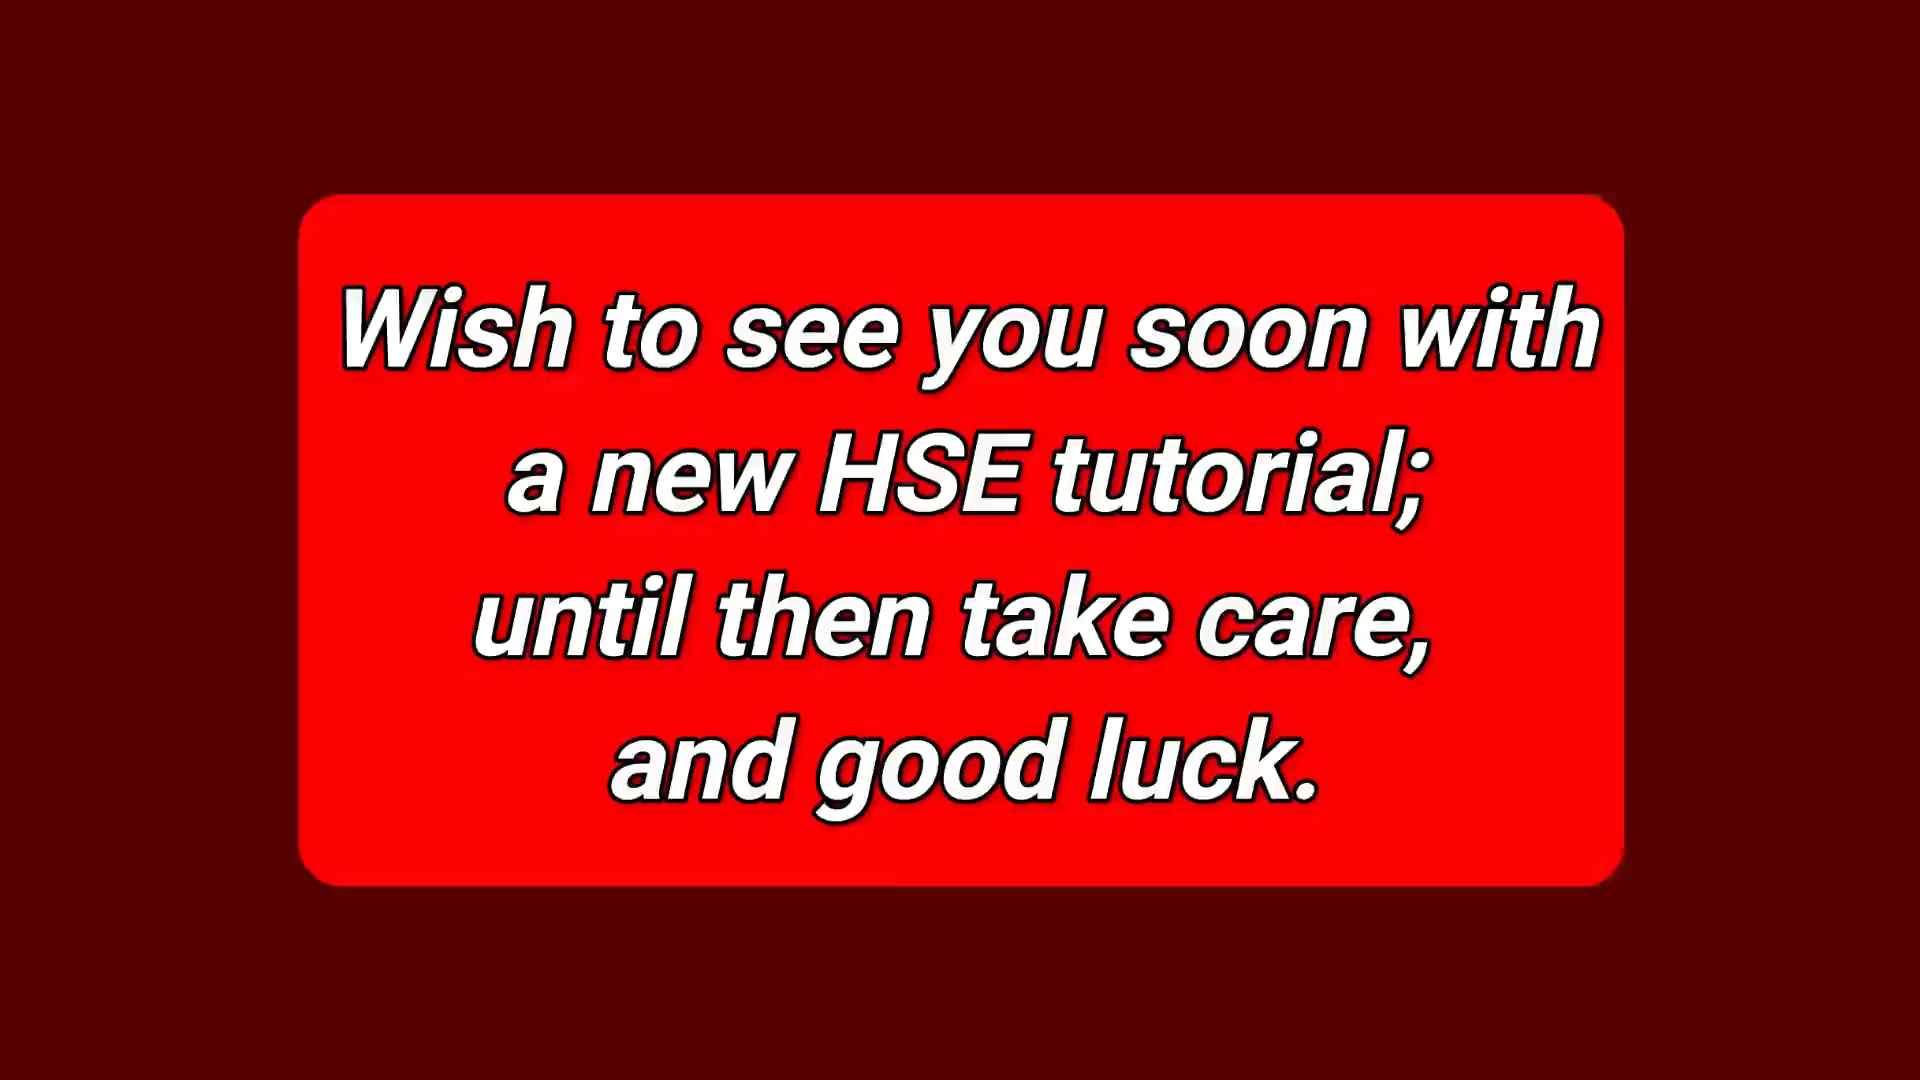 Wish to see you soon with
a new HSE tutorial;
until then take care,
and good luck.